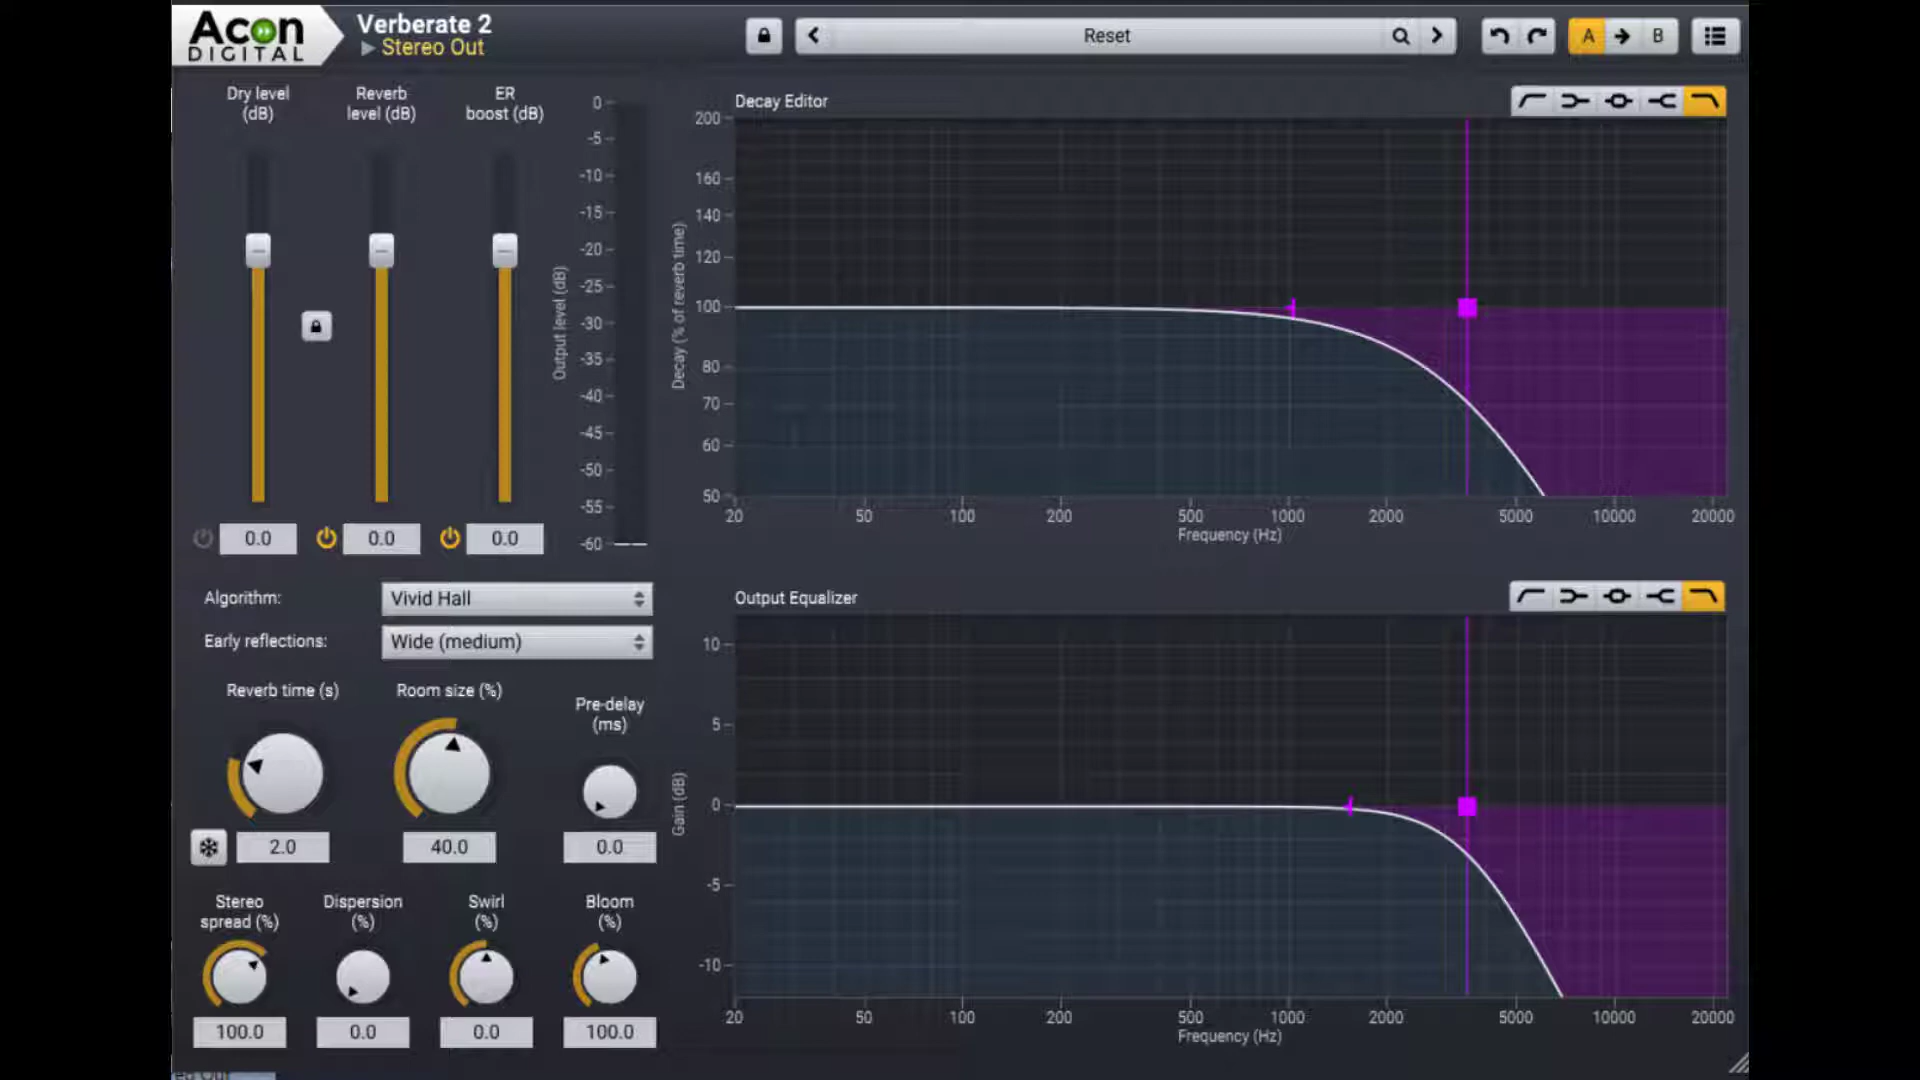 Acon
DIGITAL
Verberate 2
Stereo Out
Reset
A
B
Dry level
(dB)
Reverb
level (dB)
ER
boost (dB)
0
-5
-10
-15
-20
-25
-30
-35
-40
-45
-50
-55
-60
Output level (dB)
0.0
0.0
0.0
Algorithm:
Vivid Hall
Early reflections:
Wide (medium)
Reverb time (s)
Room size (%)
Pre-delay
(ms)
2.0
40.0
0.0
Stereo
spread (%)
Dispersion
(%)
Swirl
(%)
Bloom
(%)
100.0
0.0
0.0
100.0
Decay Editor
200
160
140
120
100
80
70
60
50
Decay (% of reverb time)
20 50 100 200 500 1000 2000 5000 10000 20000
Frequency (Hz)
Output Equalizer
10
5
0
-5
-10
Gain (dB)
20 50 100 200 500 1000 2000 5000 10000 20000
Frequency (Hz)